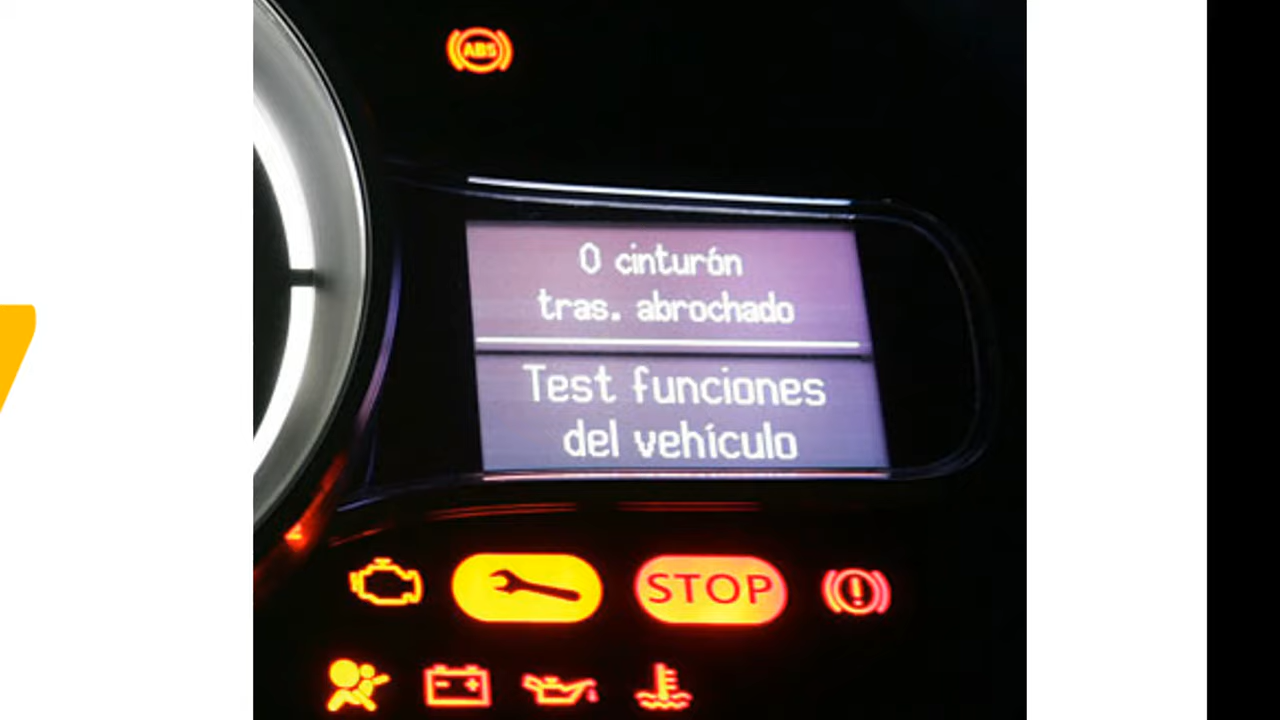 ABS
0 cinturón
tras. abrochado
Test funciones
del vehículo
STOP